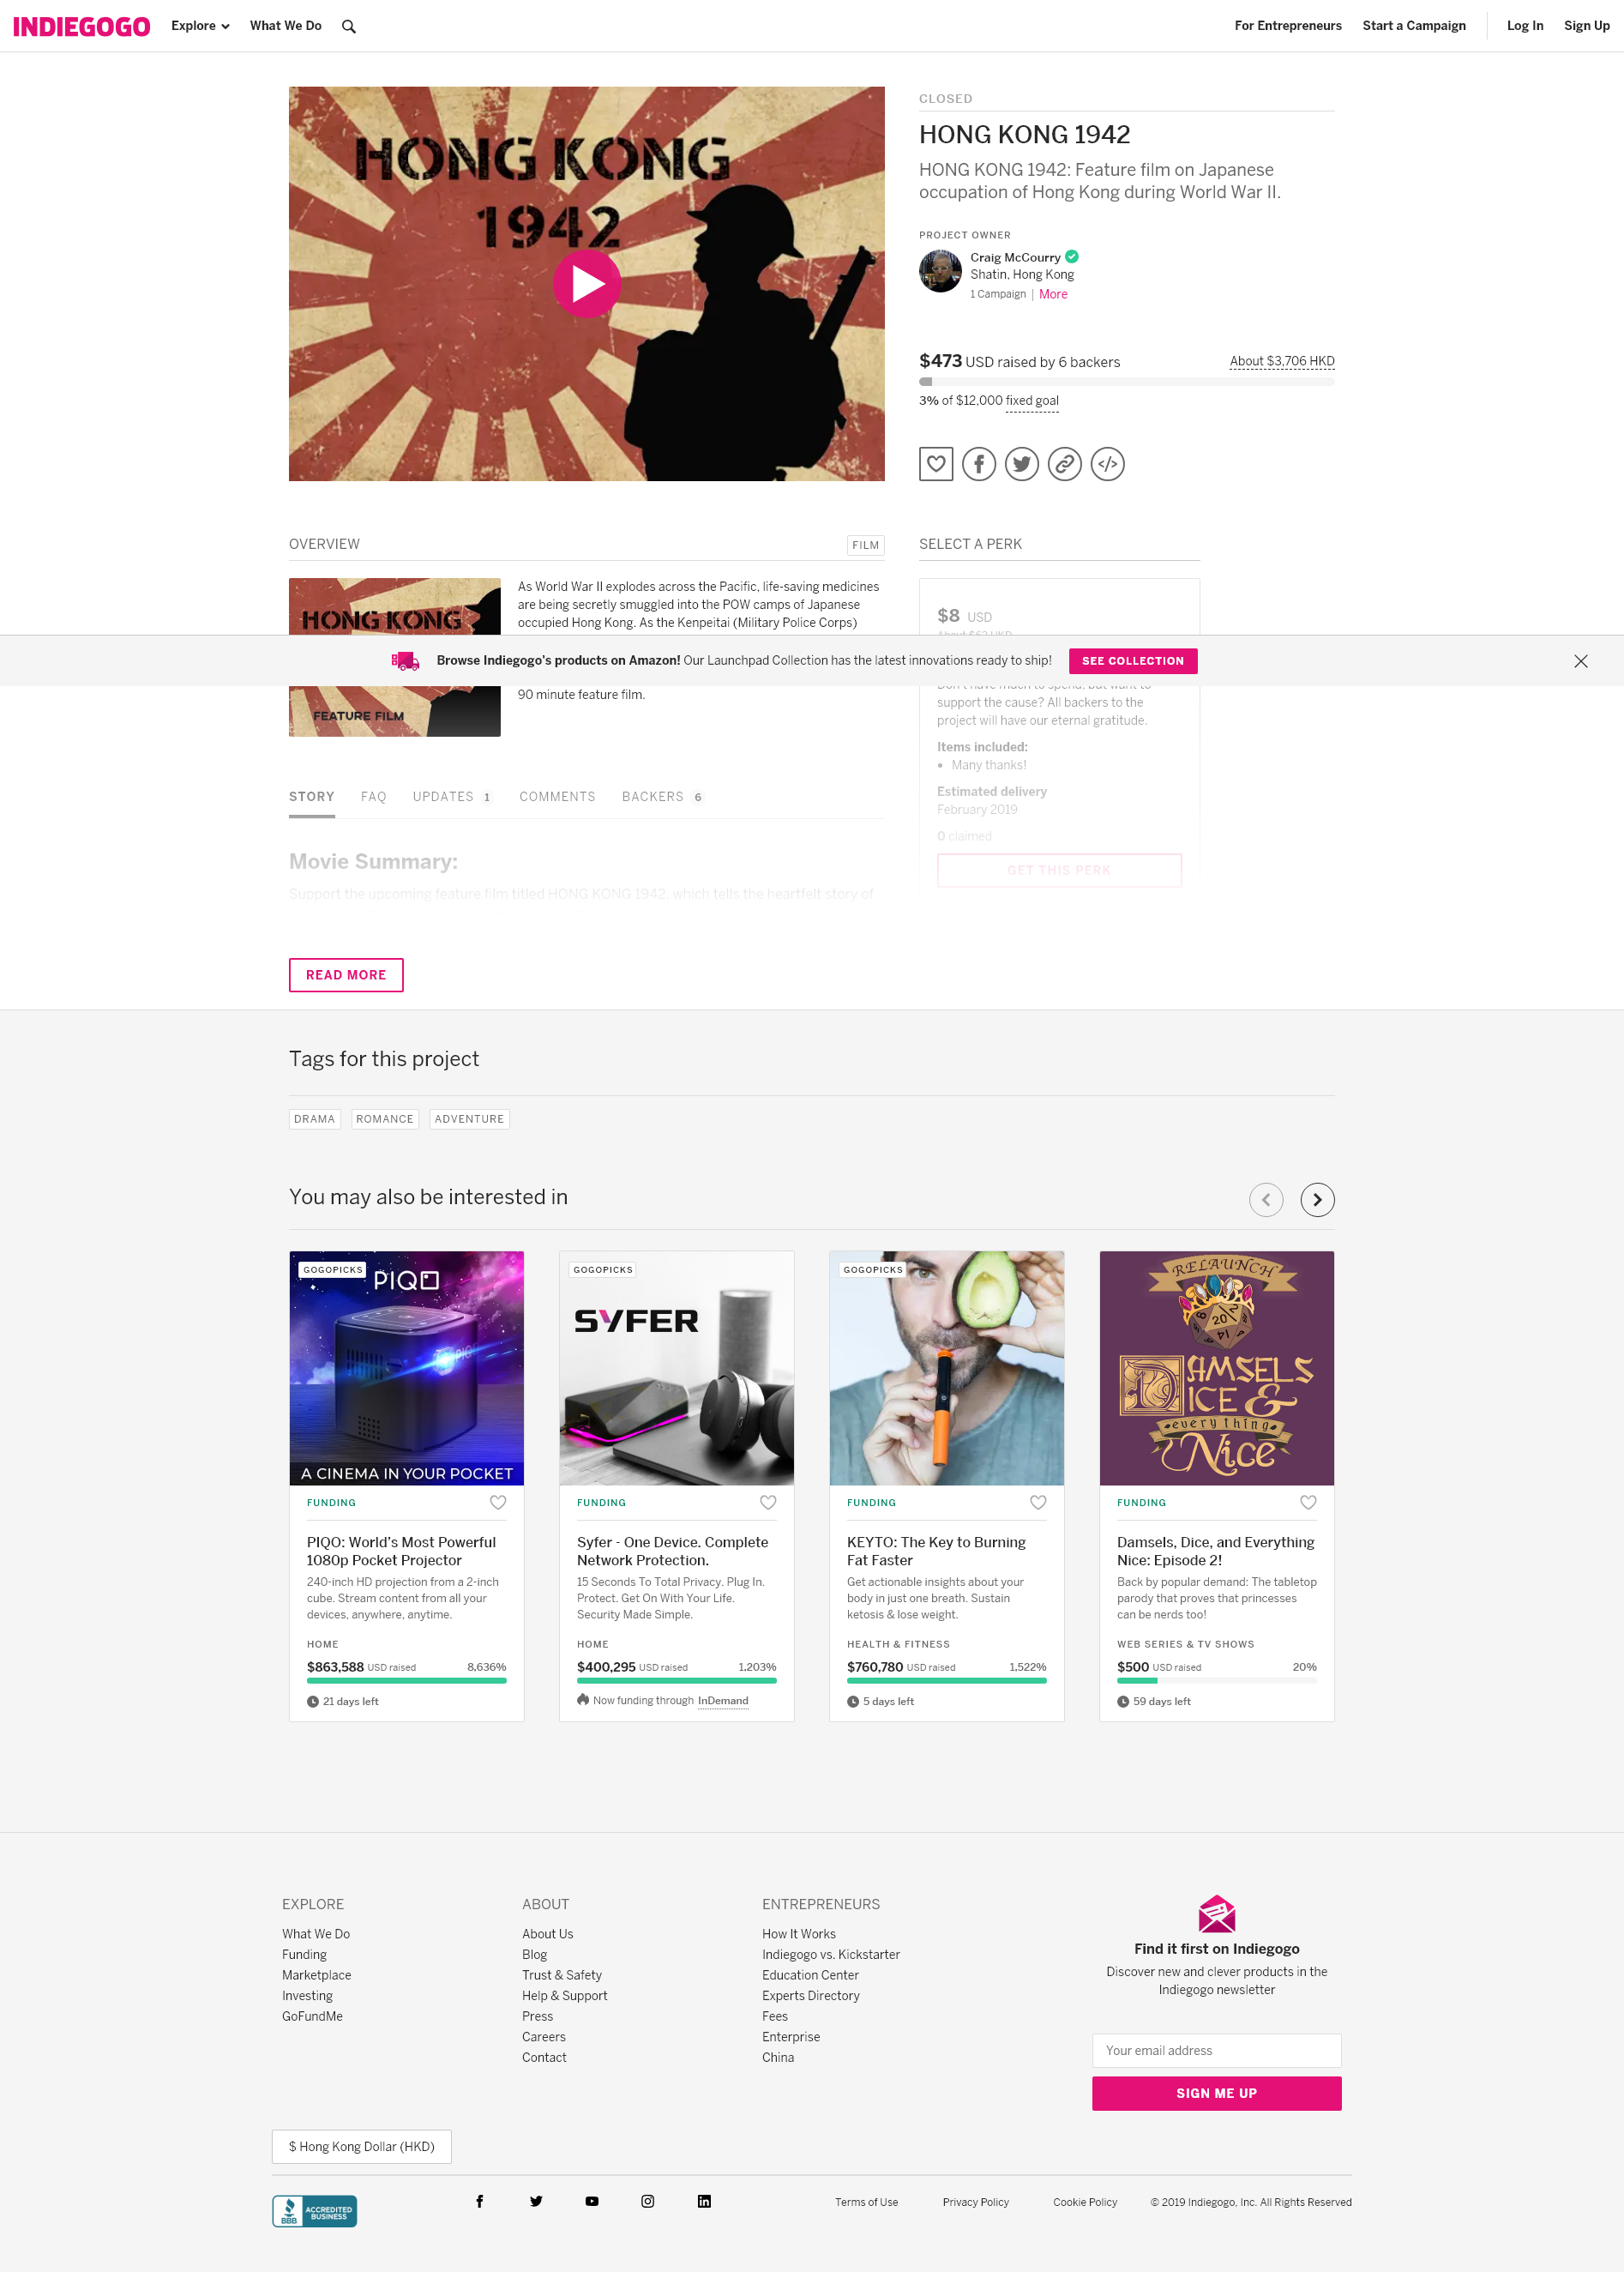 INDIEGOGO
Explore
What We Do
For Entrepreneurs
Start a Campaign
Log In
Sign Up
HONG KONG
1942
CLOSED
HONG KONG 1942
HONG KONG 1942: Feature film on Japanese
occupation of Hong Kong during World War II.
PROJECT OWNER
Craig McCourry
Shatin, Hong Kong
1 Campaign | More
$473 USD raised by 6 backers
About $3,706 HKD
3% of $12,000 fixed goal
OVERVIEW
FILM
HONG KONG
FEATURE FILM
As World War II explodes across the Pacific, life-saving medicines
are being secretly smuggled into the POW camps of Japanese
occupied Hong Kong. As the Kenpeitai (Military Police Corps)
90 minute feature film.
SELECT A PERK
$8 USD
About $63 HKD
Browse Indiegogo's products on Amazon! Our Launchpad Collection has the latest innovations ready to ship!
SEE COLLECTION
Don't have much to spend, but want to
support the cause? All backers to the
project will have our eternal gratitude.
Items included:
• Many thanks!
Estimated delivery
February 2019
0 claimed
GET THIS PERK
STORY
FAQ
UPDATES 1
COMMENTS
BACKERS 6
Movie Summary:
Support the upcoming feature film titled HONG KONG 1942, which tells the heartfelt story of
READ MORE
Tags for this project
DRAMA
ROMANCE
ADVENTURE
You may also be interested in
GOGOPICKS
PIQO
PIQO
A CINEMA IN YOUR POCKET
FUNDING
PIQO: World's Most Powerful
1080p Pocket Projector
240-inch HD projection from a 2-inch
cube. Stream content from all your
devices, anywhere, anytime.
HOME
$863,588 USD raised
8,636%
21 days left
GOGOPICKS
SYFER
FUNDING
Syfer - One Device. Complete
Network Protection.
15 Seconds To Total Privacy. Plug In.
Protect. Get On With Your Life.
Security Made Simple.
HOME
$400,295 USD raised
1,203%
Now funding through InDemand
GOGOPICKS
FUNDING
KEYTO: The Key to Burning
Fat Faster
Get actionable insights about your
body in just one breath. Sustain
ketosis & lose weight.
HEALTH & FITNESS
$760,780 USD raised
1,522%
5 days left
RELAUNCH
8 20 2
14
DAMSELS
DICE &
everything
Nice
FUNDING
Damsels, Dice, and Everything
Nice: Episode 2!
Back by popular demand: The tabletop
parody that proves that princesses
can be nerds too!
WEB SERIES & TV SHOWS
$500 USD raised
20%
59 days left
EXPLORE
What We Do
Funding
Marketplace
Investing
GoFundMe
ABOUT
About Us
Blog
Trust & Safety
Help & Support
Press
Careers
Contact
ENTREPRENEURS
How It Works
Indiegogo vs. Kickstarter
Education Center
Experts Directory
Fees
Enterprise
China
Find it first on Indiegogo
Discover new and clever products in the
Indiegogo newsletter
Your email address
SIGN ME UP
$ Hong Kong Dollar (HKD)
BBB
ACCREDITED
BUSINESS
Terms of Use
Privacy Policy
Cookie Policy
© 2019 Indiegogo, Inc. All Rights Reserved